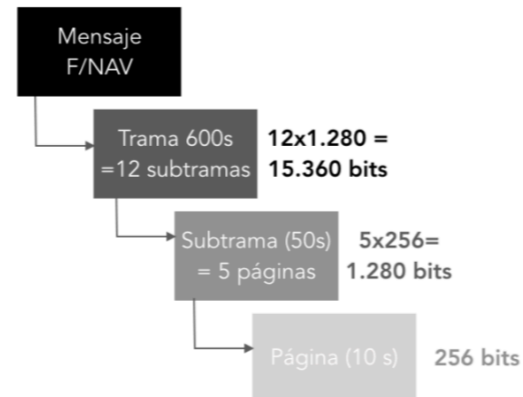 Mensaje
F/NAV
Trama 600s
=12 subtramas
12x1.280 =
15.360 bits
Subtrama (50s)
= 5 páginas
5x256=
1.280 bits
Página (10 s)
256 bits